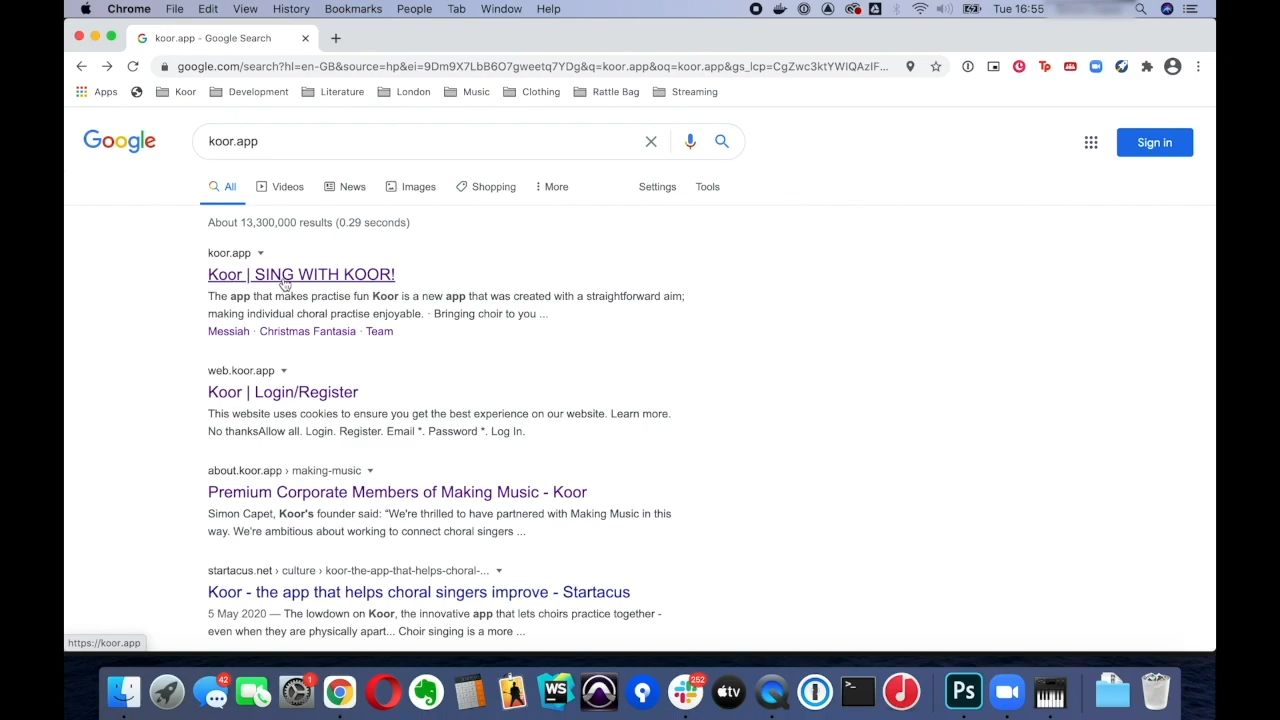 Chrome File Edit View History Bookmarks People Tab Window Help Tue 16:55
koor.app - Google Search
google.com/search?hl=en-GB&source=hp&ei=9Dm9X7LbB6O7gweetq7YDg&q=koor.app&oq=koor.app&gs_lcp=CgZwc3ktYWIQAzIF...
Apps Koor Development Literature London Music Clothing Rattle Bag Streaming
Google koor.app Sign in
All Videos News Images Shopping More Settings Tools
About 13,300,000 results (0.29 seconds)
koor.app
Koor | SING WITH KOOR!
The app that makes practise fun Koor is a new app that was created with a straightforward aim;
making individual choral practise enjoyable. · Bringing choir to you ...
Messiah · Christmas Fantasia · Team
web.koor.app
Koor | Login/Register
This website uses cookies to ensure you get the best experience on our website. Learn more.
No thanksAllow all. Login. Register. Email *. Password *. Log In.
about.koor.app › making-music
Premium Corporate Members of Making Music - Koor
Simon Capet, Koor's founder said: “We're thrilled to have partnered with Making Music in this
way. We're ambitious about working to connect choral singers ...
startacus.net › culture › koor-the-app-that-helps-choral-...
Koor - the app that helps choral singers improve - Startacus
5 May 2020 — The lowdown on Koor, the innovative app that lets choirs practice together -
even when they are physically apart... Choir singing is a more ...
https://koor.app
42 1 252
WS tv Ps